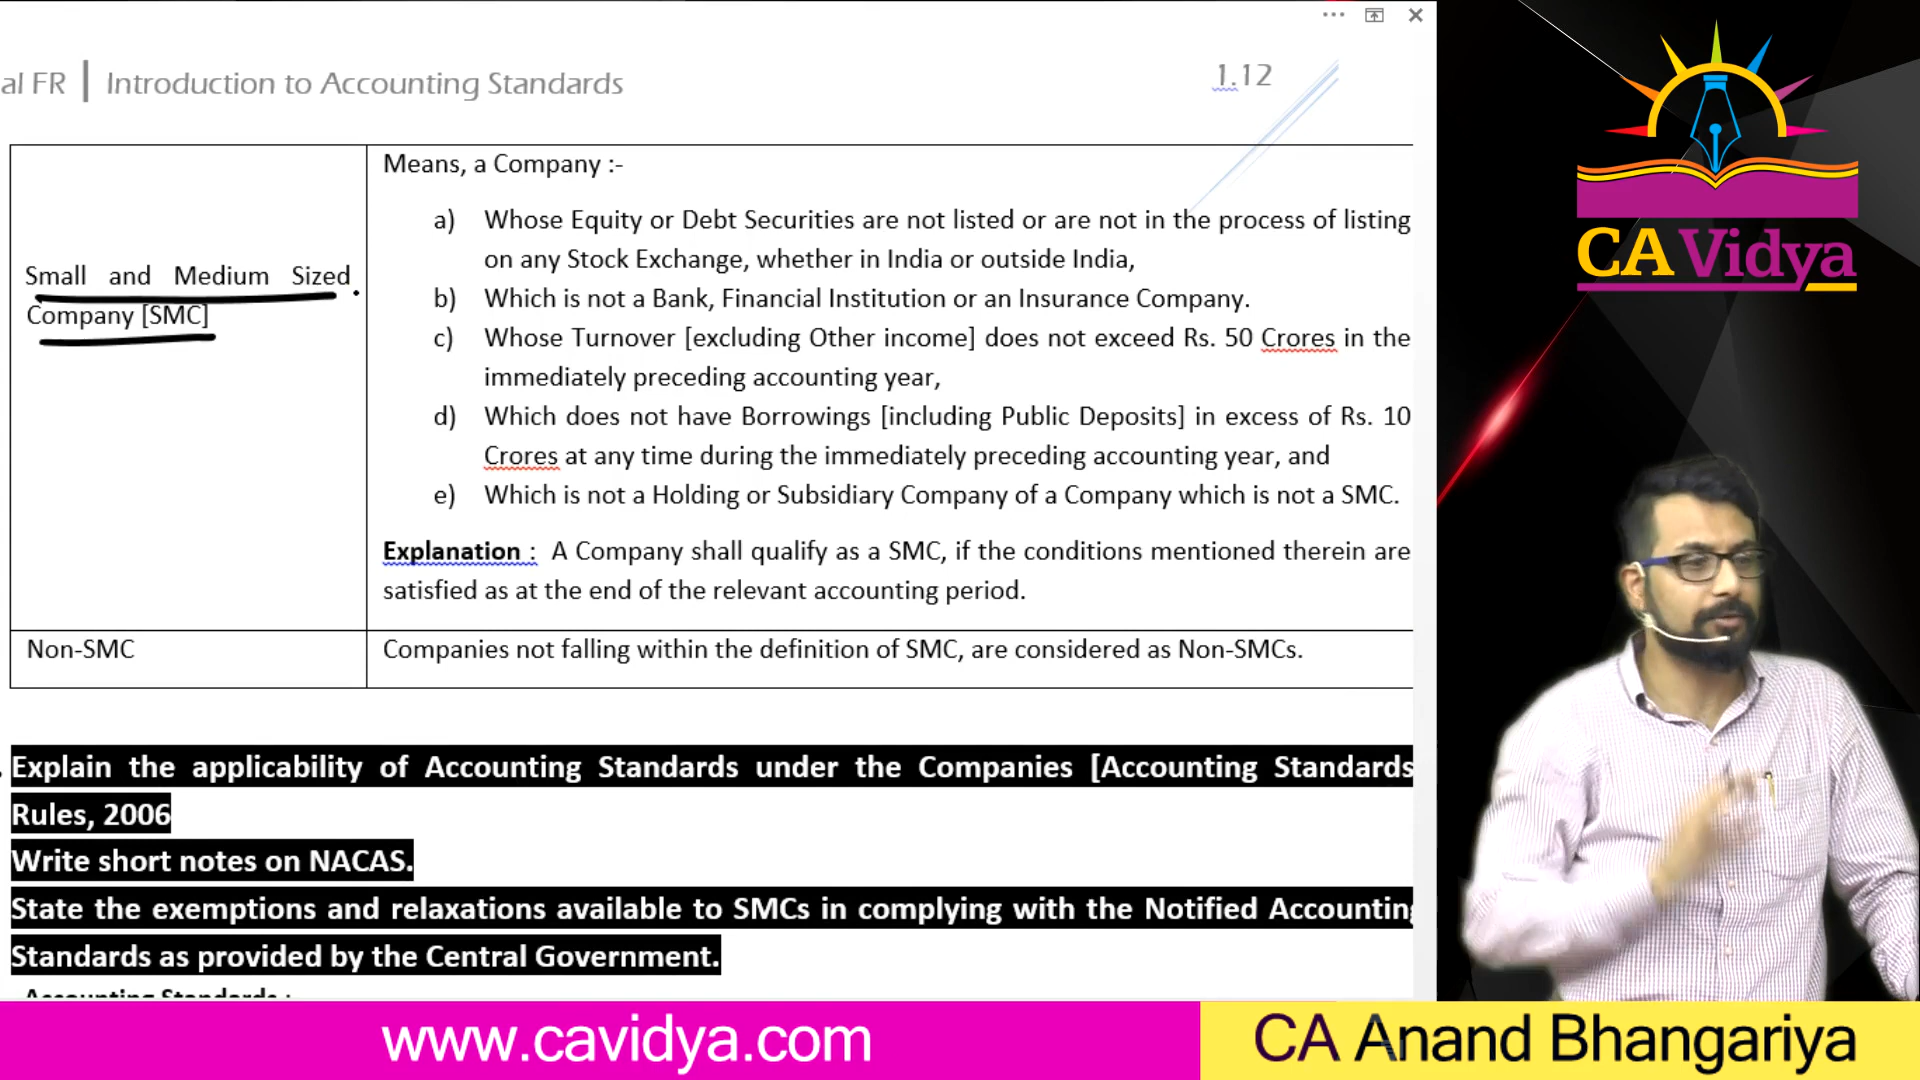 al FR | Introduction to Accounting Standards
1.12
Means, a Company :-
a) Whose Equity or Debt Securities are not listed or are not in the process of listing
on any Stock Exchange, whether in India or outside India,
Small and Medium Sized
Company [SMC]
b) Which is not a Bank, Financial Institution or an Insurance Company.
c) Whose Turnover [excluding Other income] does not exceed Rs. 50 Crores in the
immediately preceding accounting year,
d) Which does not have Borrowings [including Public Deposits] in excess of Rs. 10
Crores at any time during the immediately preceding accounting year, and
e) Which is not a Holding or Subsidiary Company of a Company which is not a SMC.
Explanation : A Company shall qualify as a SMC, if the conditions mentioned therein are
satisfied as at the end of the relevant accounting period.
Non-SMC
Companies not falling within the definition of SMC, are considered as Non-SMCs.
Explain the applicability of Accounting Standards under the Companies [Accounting Standards
Rules, 2006
Write short notes on NACAS.
State the exemptions and relaxations available to SMCs in complying with the Notified Accounting
Standards as provided by the Central Government.
Accounting Standards :
CA Vidya
www.cavidya.com
CA Anand Bhangariya